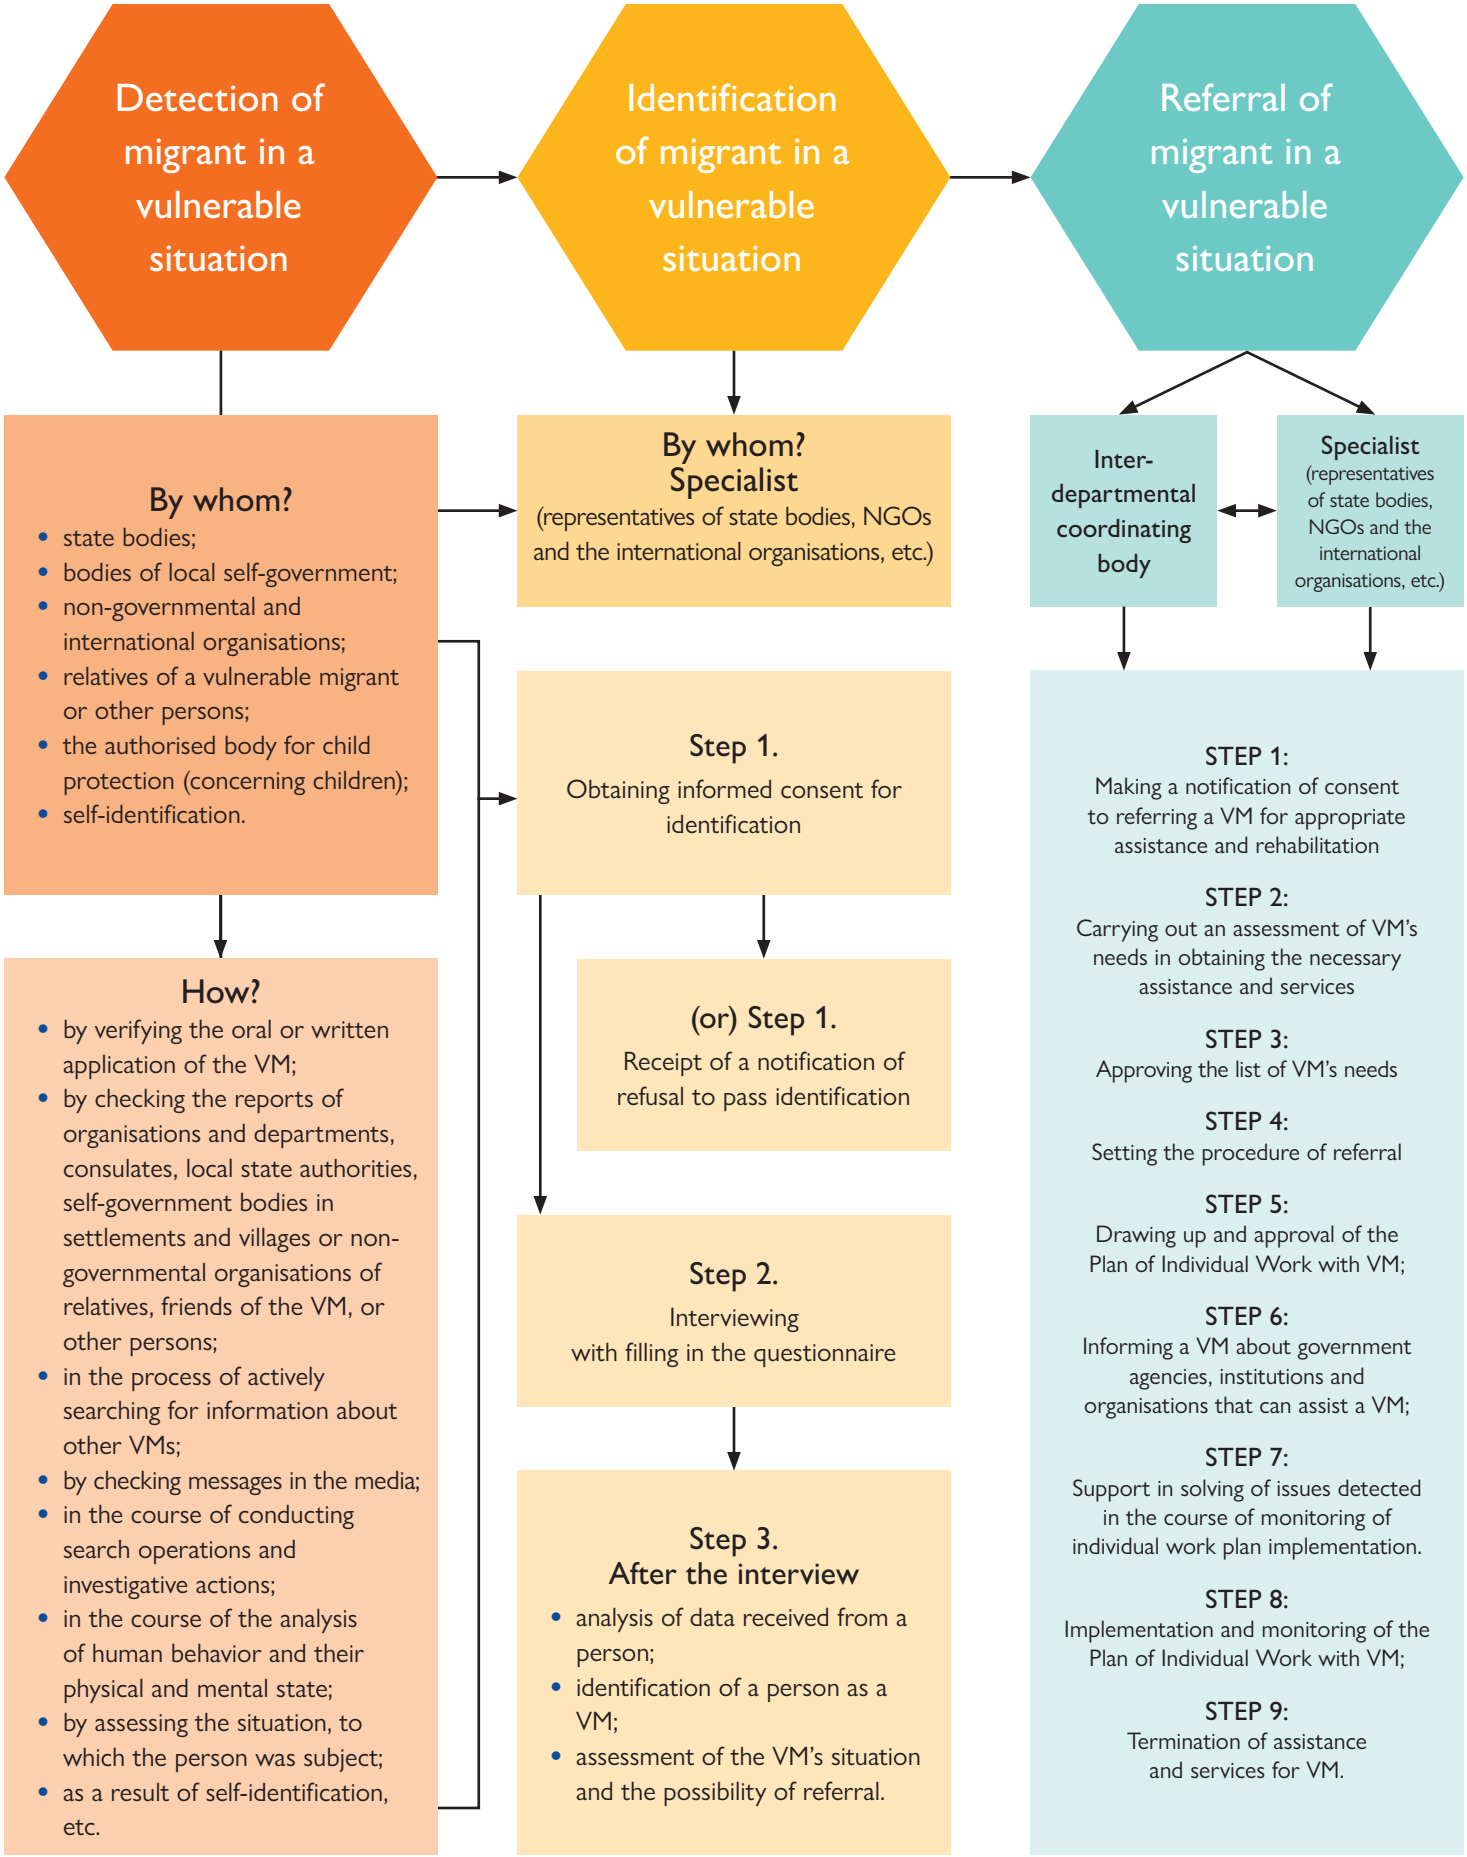 Detection of
migrant in a
vulnerable
situation
Identification
of migrant in a
vulnerable
situation
Referral of
migrant in a
vulnerable
situation
By whom?
• state bodies;
• bodies of local self-government;
• non-governmental and
international organisations;
• relatives of a vulnerable migrant
or other persons;
• the authorised body for child
protection (concerning children);
• self-identification.
How?
• by verifying the oral or written
application of the VM;
• by checking the reports of
organisations and departments,
consulates, local state authorities,
self-government bodies in
settlements and villages or non-
governmental organisations of
relatives, friends of the VM, or
other persons;
• in the process of actively
searching for information about
other VMs;
• by checking messages in the media;
• in the course of conducting
search operations and
investigative actions;
• in the course of the analysis
of human behavior and their
physical and mental state;
• by assessing the situation, to
which the person was subject;
• as a result of self-identification,
etc.
By whom?
Specialist
(representatives of state bodies, NGOs
and the international organisations, etc.)
Step 1.
Obtaining informed consent for
identification
(or) Step 1.
Receipt of a notification of
refusal to pass identification
Step 2.
Interviewing
with filling in the questionnaire
Step 3.
After the interview
• analysis of data received from a
person;
• identification of a person as a
VM;
• assessment of the VM's situation
and the possibility of referral.
Inter-
departmental
coordinating
body
Specialist
(representatives
of state bodies,
NGOs and the
international
organisations, etc.)
STEP 1:
Making a notification of consent
to referring a VM for appropriate
assistance and rehabilitation
STEP 2:
Carrying out an assessment of VM's
needs in obtaining the necessary
assistance and services
STEP 3:
Approving the list of VM's needs
STEP 4:
Setting the procedure of referral
STEP 5:
Drawing up and approval of the
Plan of Individual Work with VM;
STEP 6:
Informing a VM about government
agencies, institutions and
organisations that can assist a VM;
STEP 7:
Support in solving of issues detected
in the course of monitoring of
individual work plan implementation.
STEP 8:
Implementation and monitoring of the
Plan of Individual Work with VM;
STEP 9:
Termination of assistance
and services for VM.